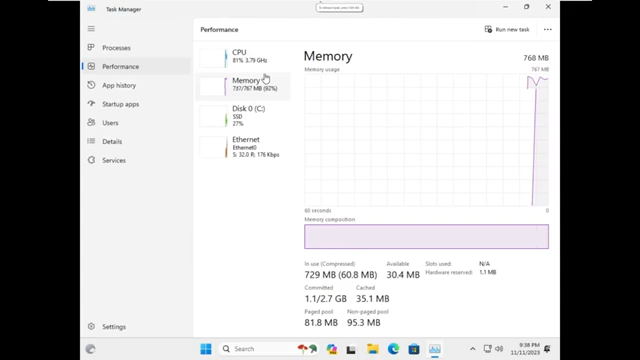 Task Manager
Performance
Run new task
Processes
Performance
App history
Startup apps
Users
Details
Services
Settings
CPU
81% 3.79 GHz
Memory
737/767 MB (92%)
Disk 0 (C:)
SSD
27%
Ethernet
Ethernet0
S: 32.0 R: 176 Kbps
Memory
768 MB
Memory usage
767 MB
60 seconds
0
Memory composition
In use (Compressed)
729 MB (60.8 MB)
Available
30.4 MB
Slots used:
N/A
Hardware reserved:
1.1 MB
Committed
1.1/2.7 GB
Cached
35.1 MB
Paged pool
81.8 MB
Non-paged pool
95.3 MB
Search
9:38 PM
11/11/2023